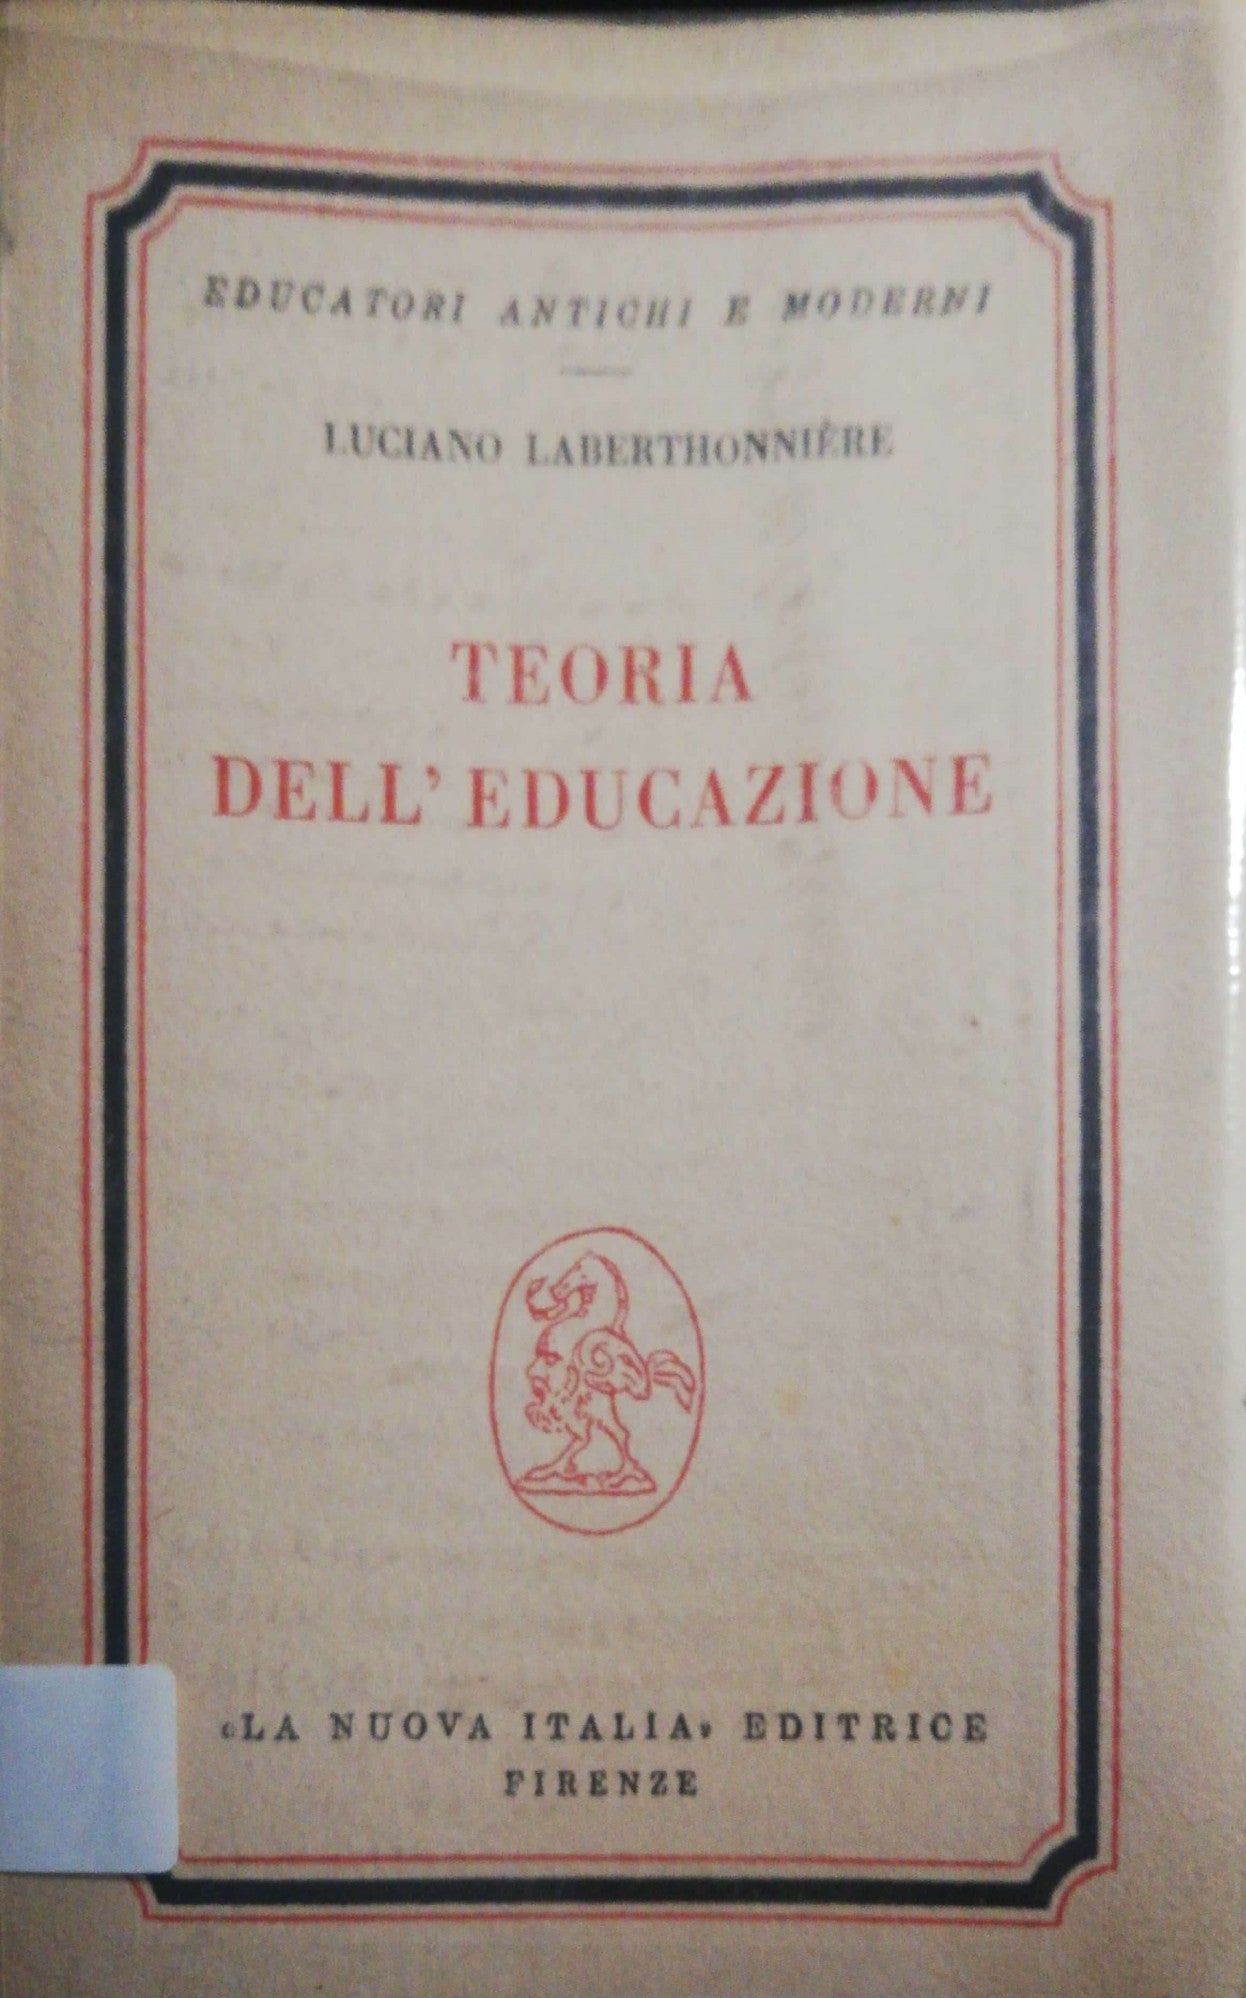 EDUCATORI ANTICHI E MODERNI
LUCIANO LABERTHONNIÈRE
TEORIA
DELL'EDUCAZIONE
«LA NUOVA ITALIA» EDITRICE
FIRENZE